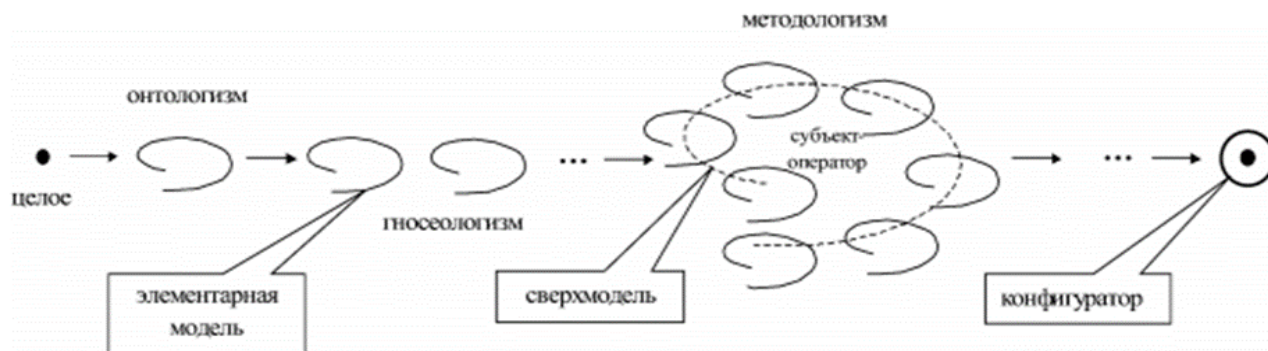 методологизм
онтологизм
субъект-
оператор
целое
гносеологизм
элементарная
модель
сверхмодель
конфигуратор